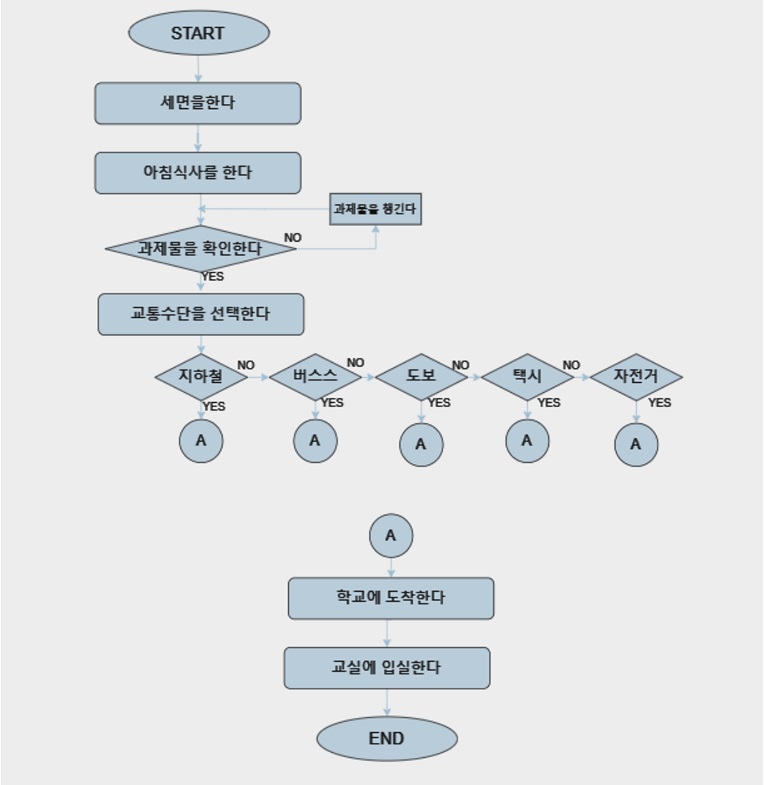 START
세면을한다
아침식사를 한다
과제물을 챙긴다
과제물을 확인한다
NO
YES
교통수단을 선택한다
지하철
NO
버스스
NO
도보
NO
택시
NO
자전거
YES
YES
YES
YES
YES
A
A
A
A
A
A
학교에 도착한다
교실에 입실한다
END